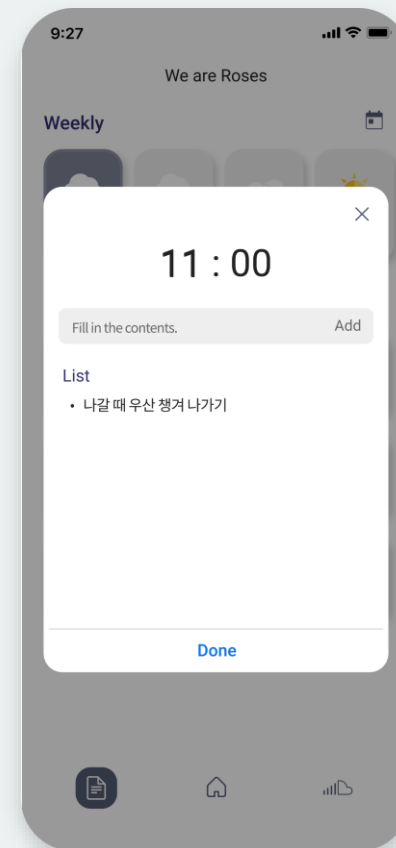 9:27
We are Roses
Weekly
11 : 00
Fill in the contents.
Add
List
• 나갈 때 우산 챙겨 나가기
Done